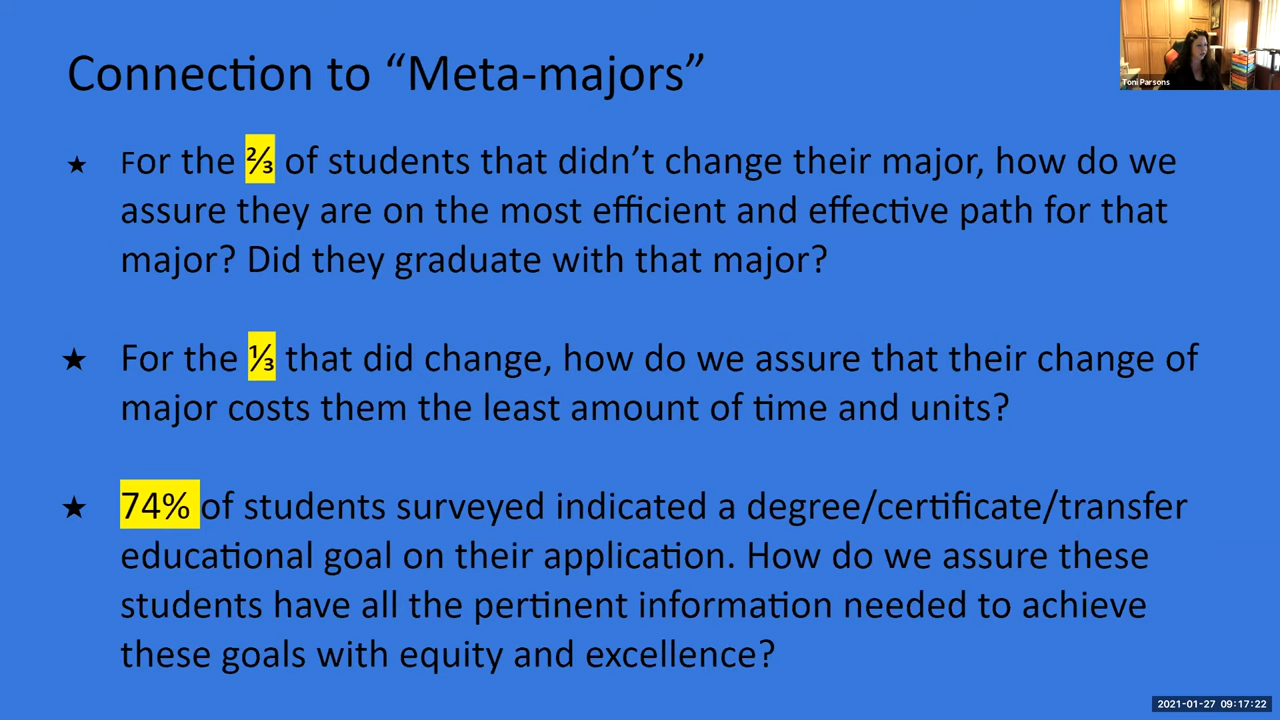 Connection to “Meta-majors”
Toni Parsons
★ For the ⅔ of students that didn’t change their major, how do we
assure they are on the most efficient and effective path for that
major? Did they graduate with that major?
★ For the ⅓ that did change, how do we assure that their change of
major costs them the least amount of time and units?
★ 74% of students surveyed indicated a degree/certificate/transfer
educational goal on their application. How do we assure these
students have all the pertinent information needed to achieve
these goals with equity and excellence?
2021-01-27 09:17:22